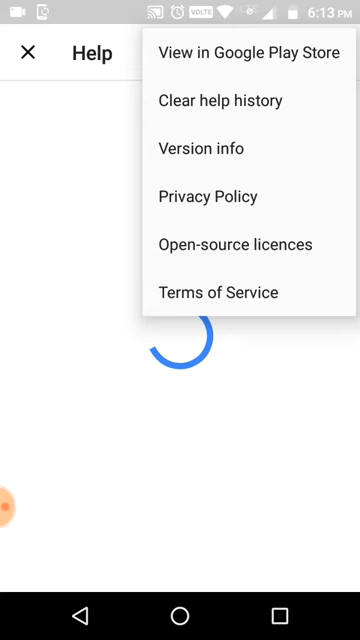 VOLTE
6:13 PM
Help
View in Google Play Store
Clear help history
Version info
Privacy Policy
Open-source licences
Terms of Service